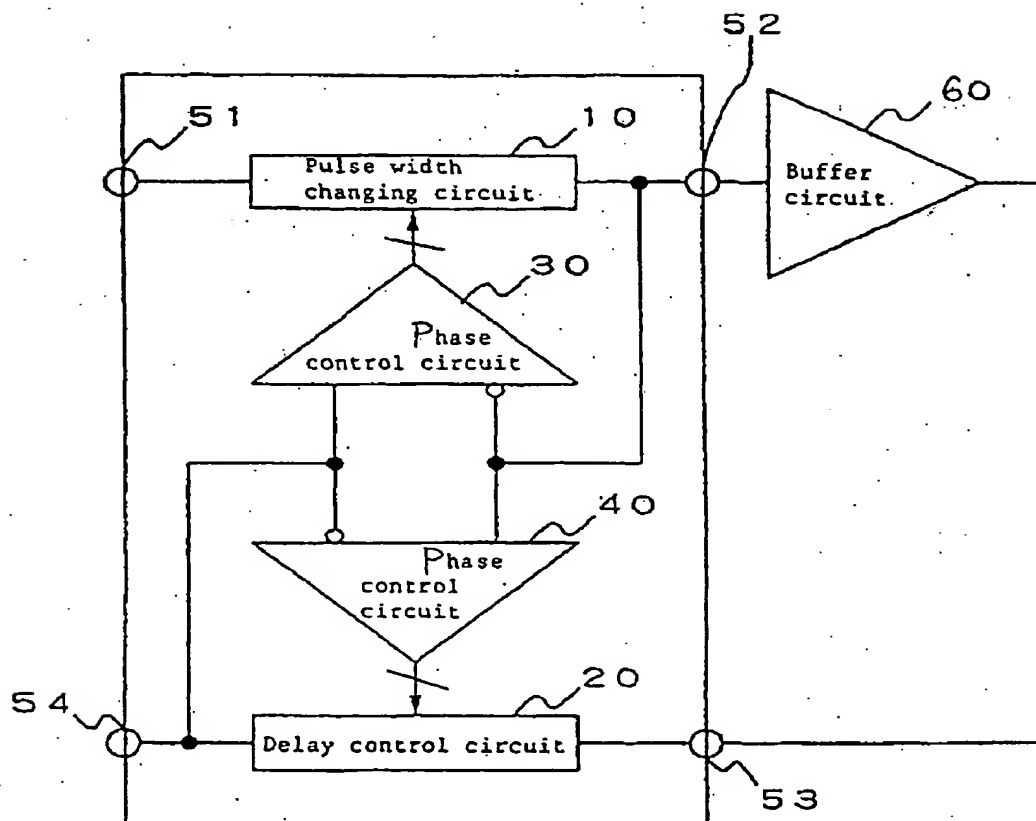 52
51
10
60
Pulse width
changing circuit
Buffer
circuit.
30
Phase
control circuit
40
Phase
control
circuit
54
20
Delay control circuit
53